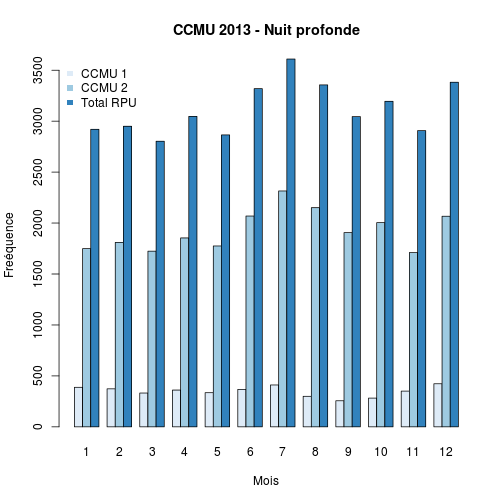 CCMU 2013 - Nuit profonde
CCMU 1
CCMU 2
Total RPU
Freéquence
0
500
1000
1500
2000
2500
3000
3500
1 2 3 4 5 6 7 8 9 10 11 12
Mois